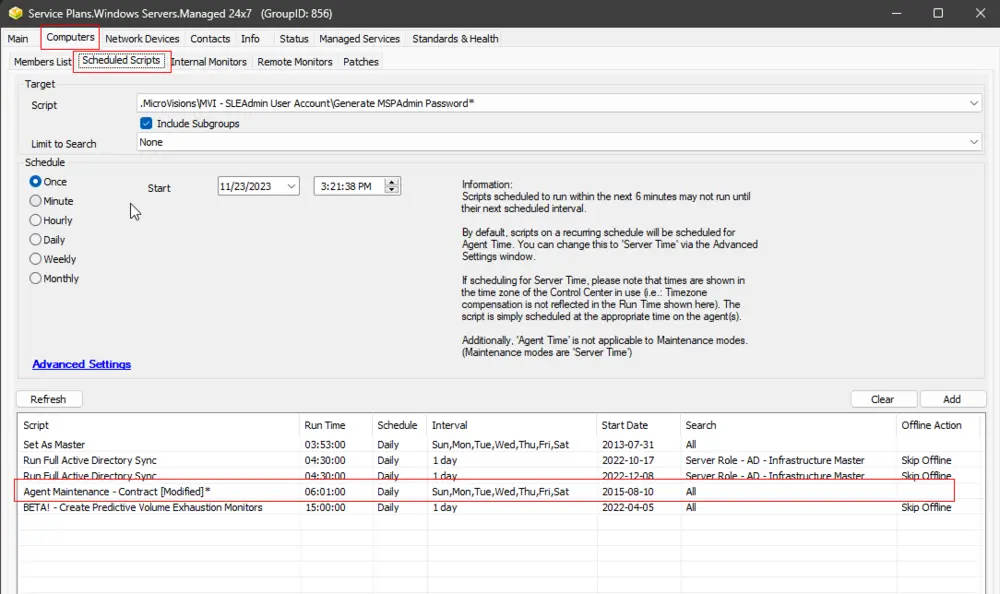 Service Plans.Windows Servers.Managed 24x7 (GroupID: 856)
Main Computers Network Devices Contacts Info Status Managed Services Standards & Health
Members List Scheduled Scripts Internal Monitors Remote Monitors Patches
Target
Script .MicroVisions\MVI - SLEAdmin User Account\Generate MSPAdmin Password*
Include Subgroups
Limit to Search None
Schedule
Once
Start 11/23/2023 3:21:38 PM
Minute
Hourly
Daily
Weekly
Monthly
Information:
Scripts scheduled to run within the next 6 minutes may not run until
their next scheduled interval.
By default, scripts on a recurring schedule will be scheduled for
Agent Time. You can change this to 'Server Time' via the Advanced
Settings window.
If scheduling for Server Time, please note that times are shown in
the time zone of the Control Center in use (i.e.: Timezone
compensation is not reflected in the Run Time shown here). The
script is simply scheduled at the appropriate time on the agent(s).
Additionally, 'Agent Time' is not applicable to Maintenance modes.
(Maintenance modes are 'Server Time')
Advanced Settings
Refresh Clear Add
Script Run Time Schedule Interval Start Date Search Offline Action
Set As Master 03:53:00 Daily Sun,Mon,Tue,Wed,Thu,Fri,Sat 2013-07-31 All
Run Full Active Directory Sync 04:30:00 Daily 1 day 2022-10-17 Server Role - AD - Infrastructure Master Skip Offline
Run Full Active Directory Sync 04:30:00 Daily 1 day 2022-12-08 Server Role - AD - Infrastructure Master Skip Offline
Agent Maintenance - Contract [Modified]* 06:01:00 Daily Sun,Mon,Tue,Wed,Thu,Fri,Sat 2015-08-10 All
BETA! - Create Predictive Volume Exhaustion Monitors 15:00:00 Daily 1 day 2022-04-05 All Skip Offline